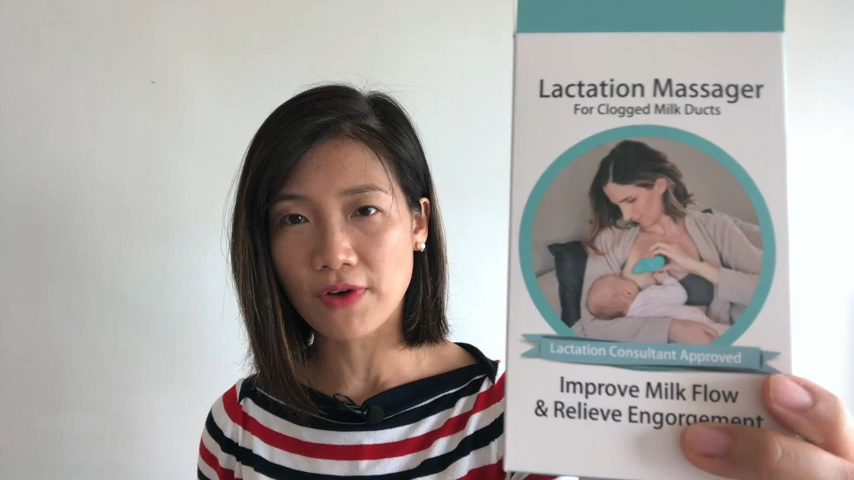 Lactation Massager
For Clogged Milk Ducts
Lactation Consultant Approved
Improve Milk Flow
& Relieve Engorgement